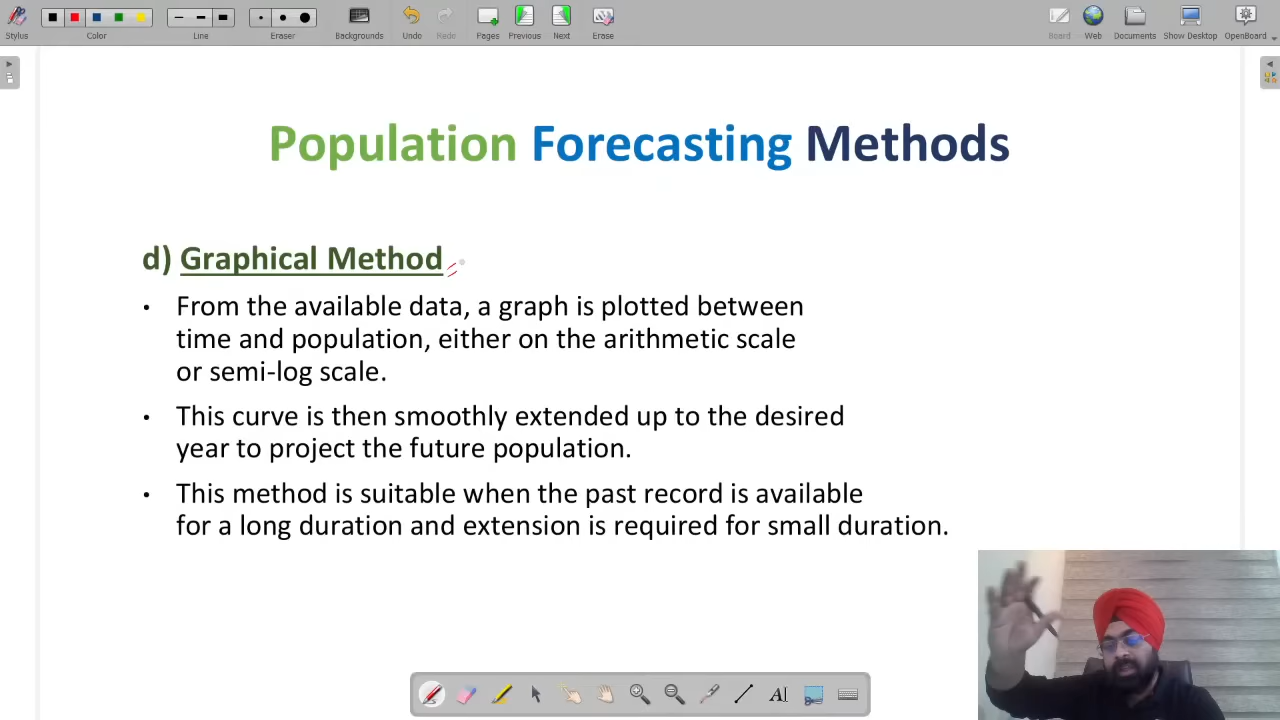 Stylus
Color
Line
Eraser
Backgrounds
Undo
Redo
Pages
Previous
Next
Erase
Board
Web
Documents
Show Desktop
OpenBoard
Population Forecasting Methods
d) Graphical Method
• From the available data, a graph is plotted between
time and population, either on the arithmetic scale
or semi-log scale.
• This curve is then smoothly extended up to the desired
year to project the future population.
• This method is suitable when the past record is available
for a long duration and extension is required for small duration.
AI